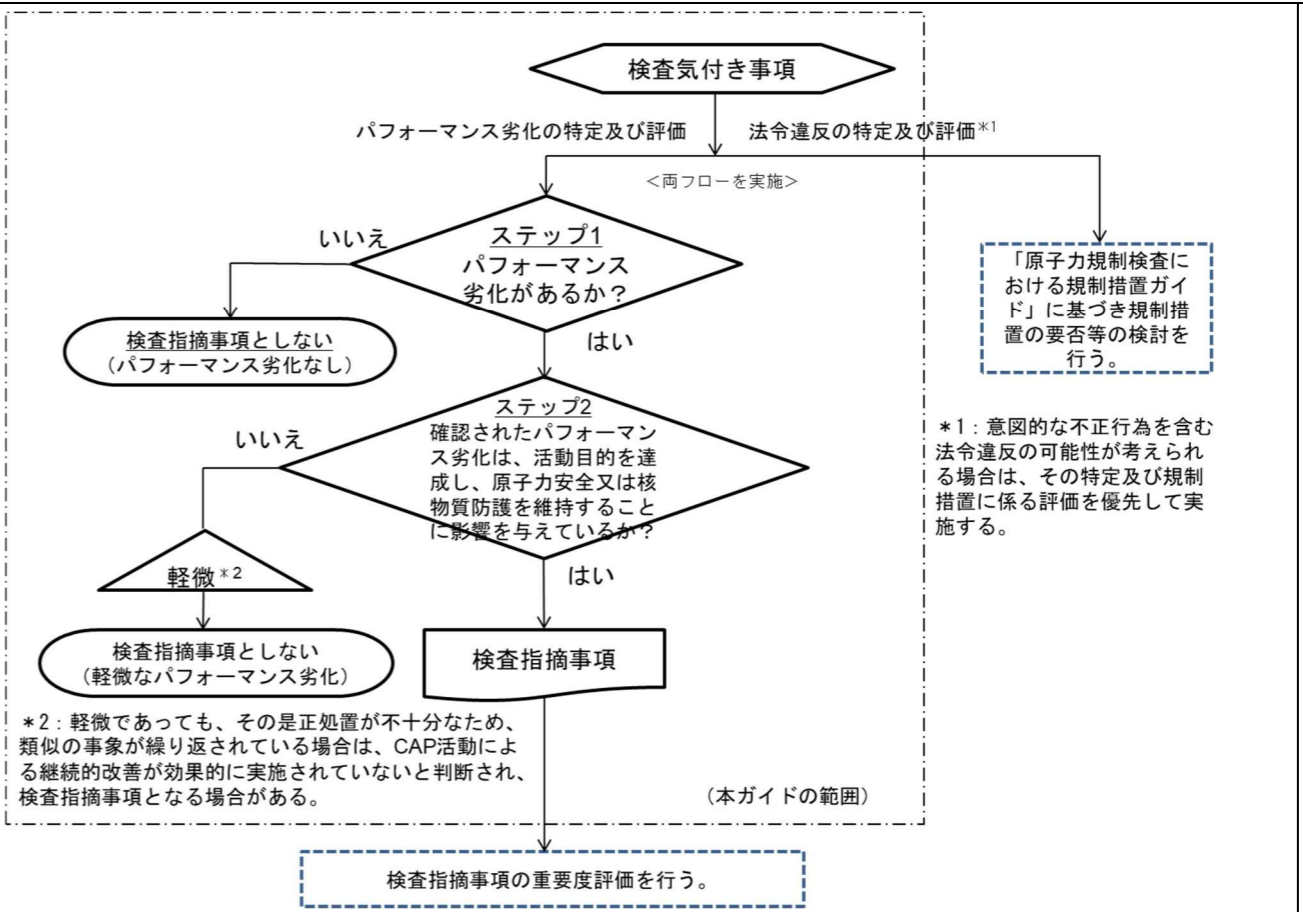 検査気付き事項
パフォーマンス劣化の特定及び評価
法令違反の特定及び評価*1
<両フローを実施>
いいえ
ステップ1
パフォーマンス
劣化があるか?
はい
検査指摘事項としない
(パフォーマンス劣化なし)
「原子力規制検査に
おける規制措置ガイ
ド」に基づき規制措
置の要否等の検討を
行う。
*1:意図的な不正行為を含む
法令違反の可能性が考えられ
る場合は、その特定及び規制
措置に係る評価を優先して実
施する。
いいえ
ステップ2
確認されたパフォーマン
ス劣化は、活動目的を達
成し、原子力安全又は核
物質防護を維持すること
に影響を与えているか?
はい
軽微*2
検査指摘事項としない
(軽微なパフォーマンス劣化)
検査指摘事項
*2:軽微であっても、その是正処置が不十分なため、
類似の事象が繰り返されている場合は、CAP活動によ
る継続的改善が効果的に実施されていないと判断され、
検査指摘事項となる場合がある。
(本ガイドの範囲)
検査指摘事項の重要度評価を行う。